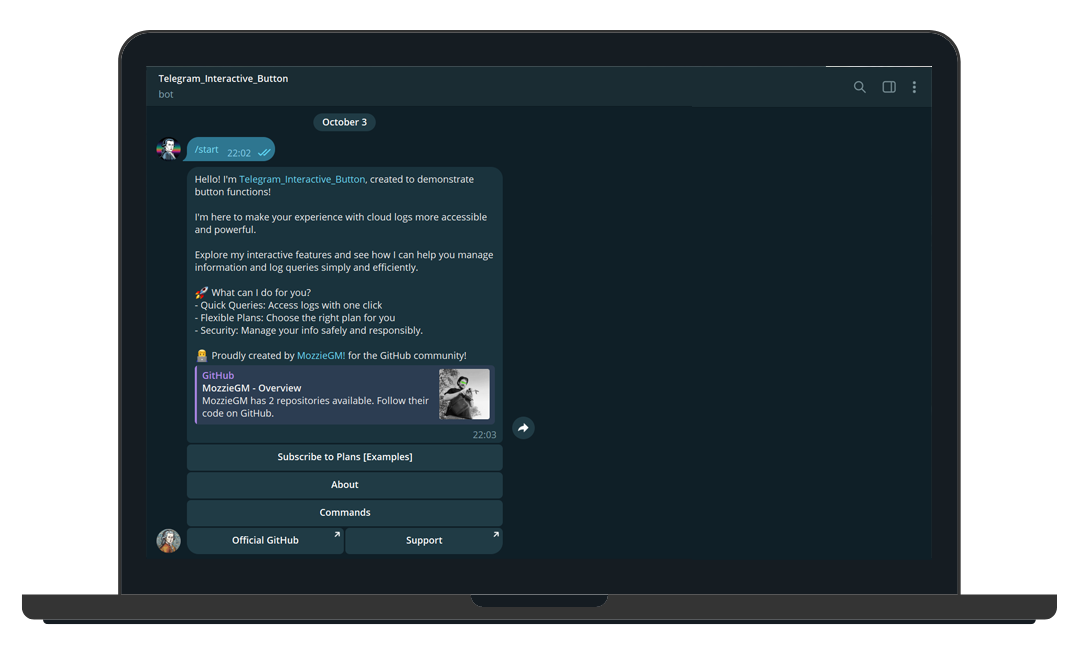 Telegram_Interactive_Button
bot
October 3
/start 22:02
Hello! I'm Telegram_Interactive_Button, created to demonstrate
button functions!
I'm here to make your experience with cloud logs more accessible
and powerful.
Explore my interactive features and see how I can help you manage
information and log queries simply and efficiently.
🚀 What can I do for you?
- Quick Queries: Access logs with one click
- Flexible Plans: Choose the right plan for you
- Security: Manage your info safely and responsibly.
👨‍💻 Proudly created by MozzieGM! for the GitHub community!
GitHub
MozzieGM - Overview
MozzieGM has 2 repositories available. Follow their
code on GitHub.
22:03
Subscribe to Plans [Examples]
About
Commands
Official GitHub Support